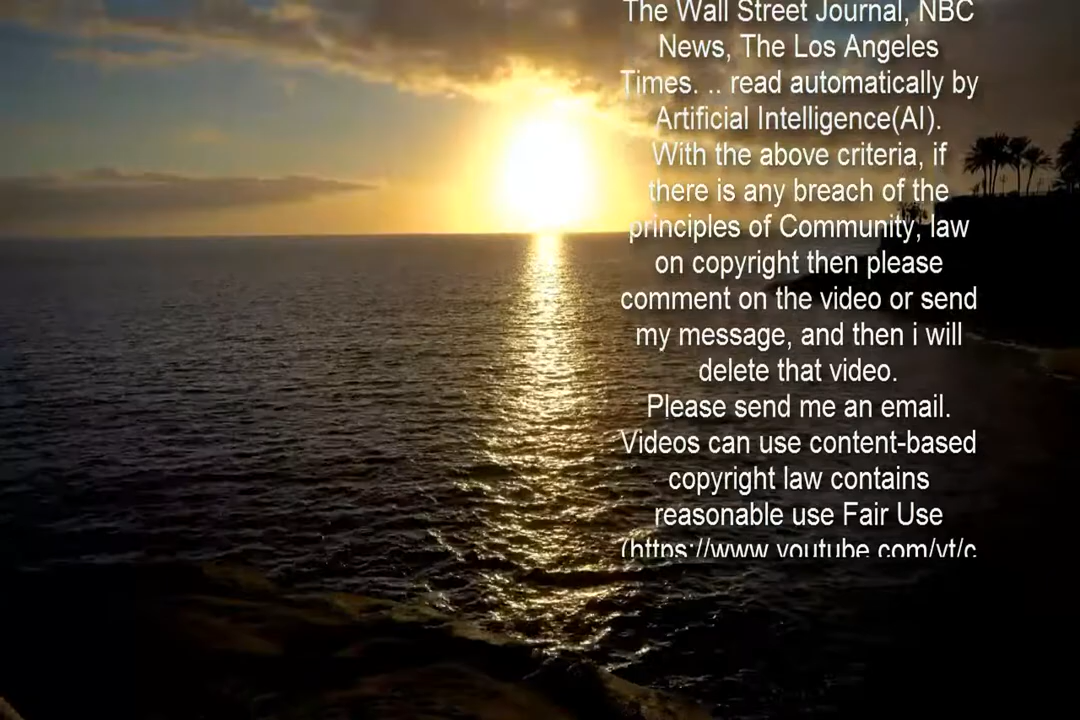 The Wall Street Journal, NBC
News, The Los Angeles
Times. .. read automatically by
Artificial Intelligence(AI).
With the above criteria, if
there is any breach of the
principles of Community, law
on copyright then please
comment on the video or send
my message, and then i will
delete that video.
Please send me an email.
Videos can use content-based
copyright law contains
reasonable use Fair Use
(https://www.youtube.com/yt/c